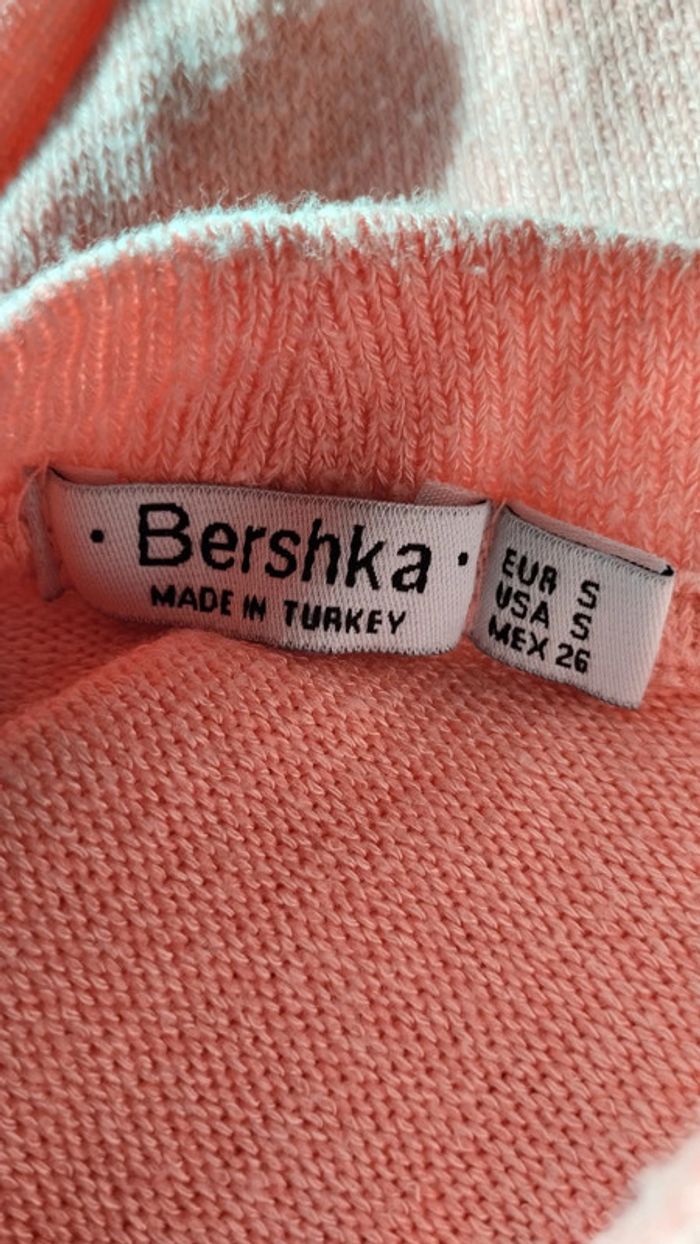 · Bershka ·
MADE IN TURKEY
EUR S
USA S
MEX 26